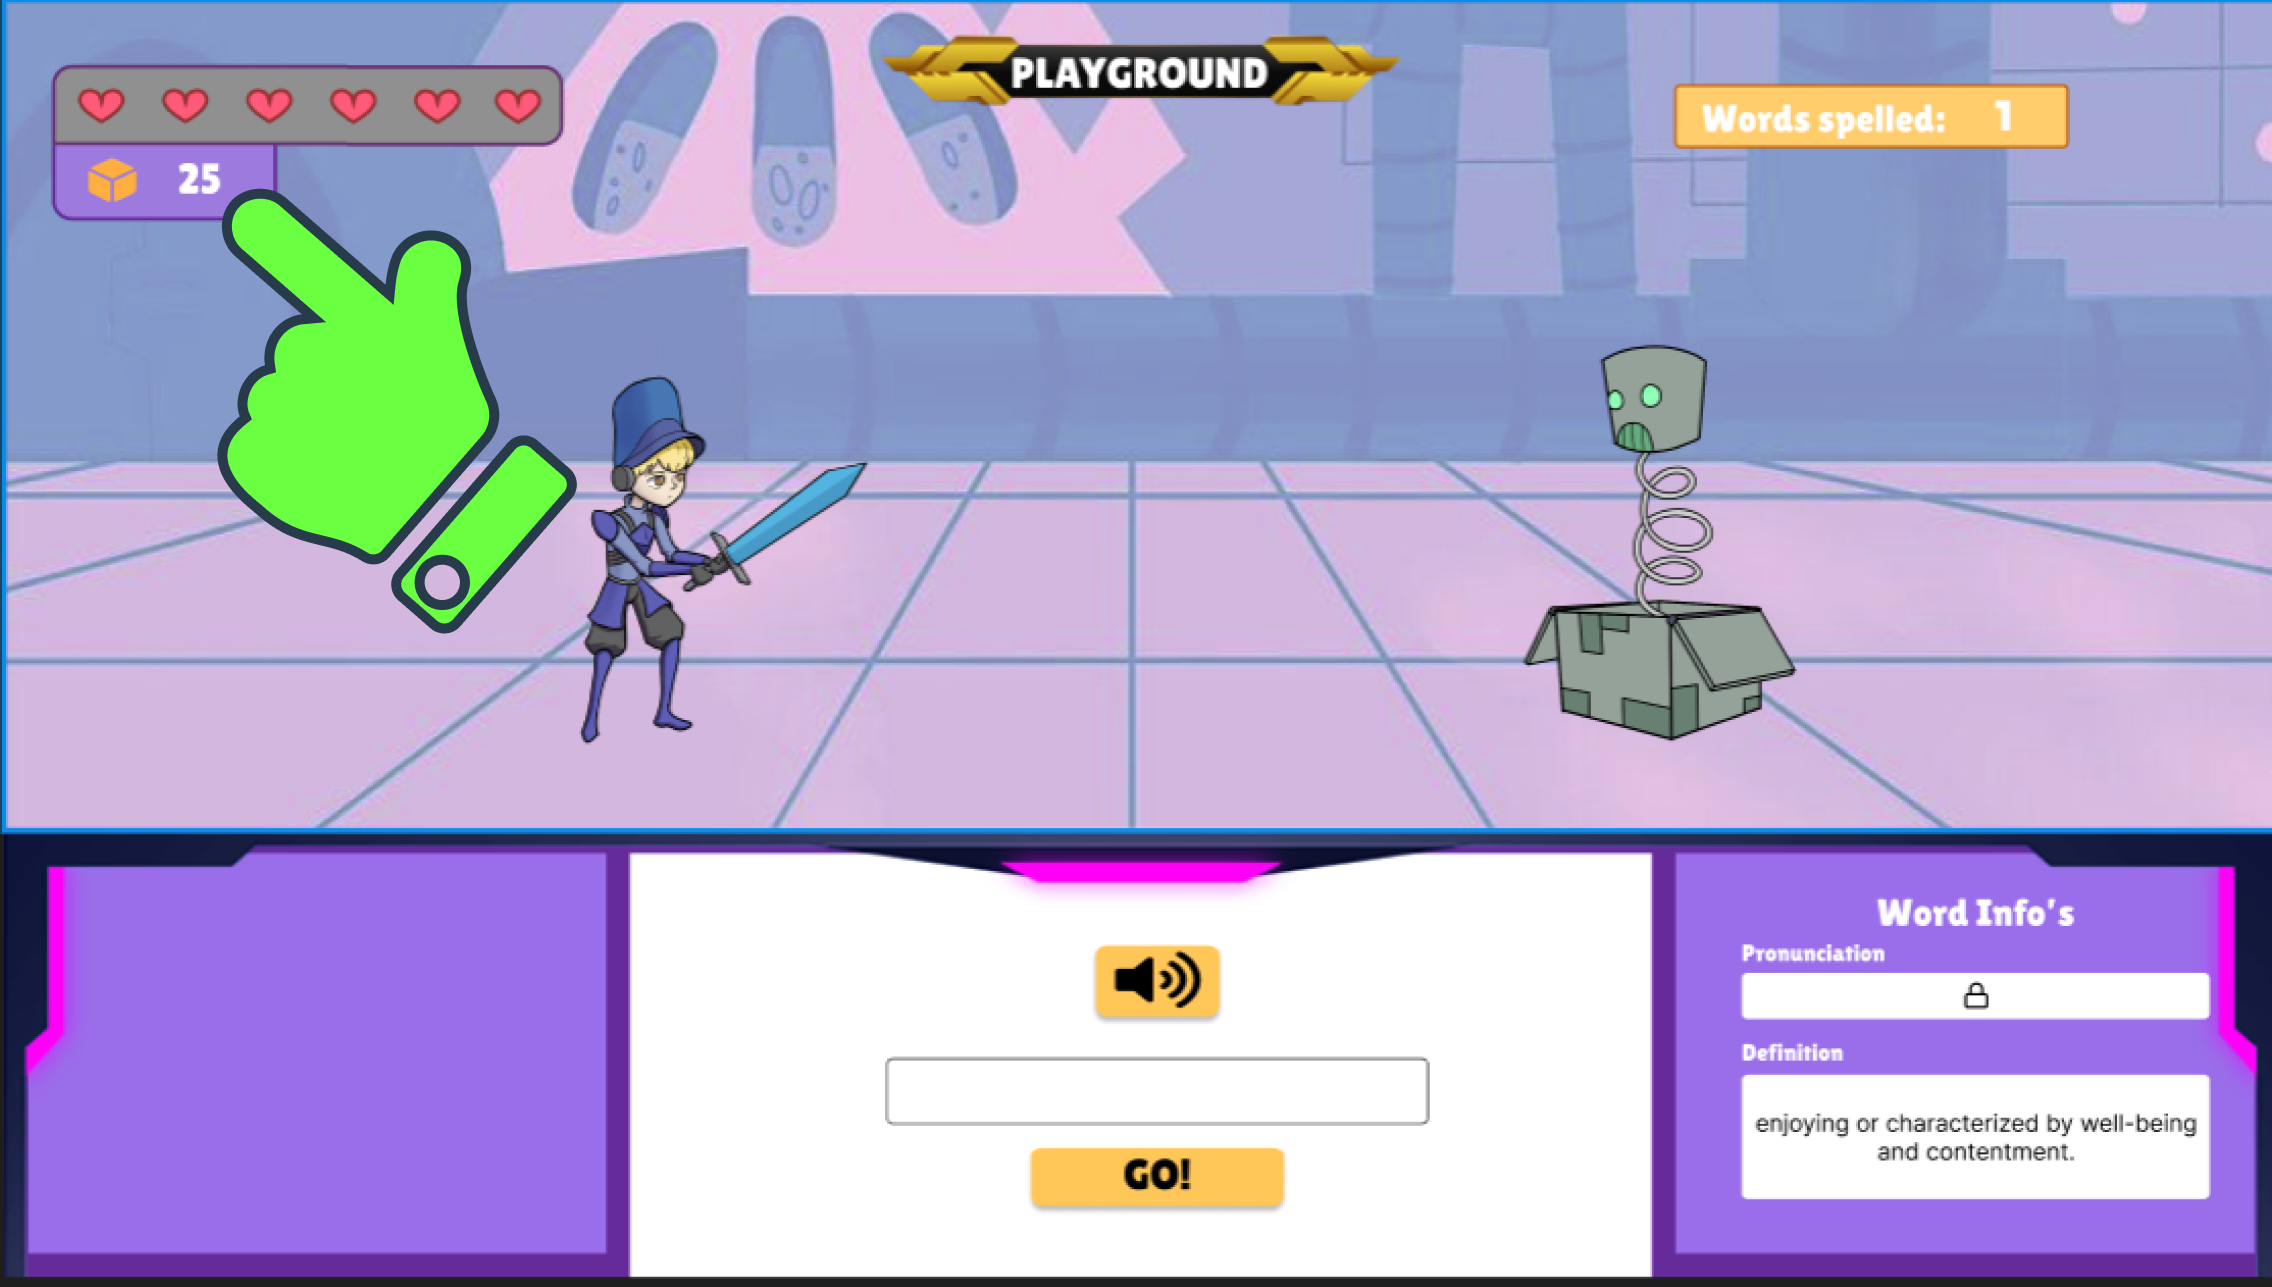 PLAYGROUND
Words spelled: 1
25
Word Info's
Pronunciation
Definition
enjoying or characterized by well-being
and contentment.
GO!